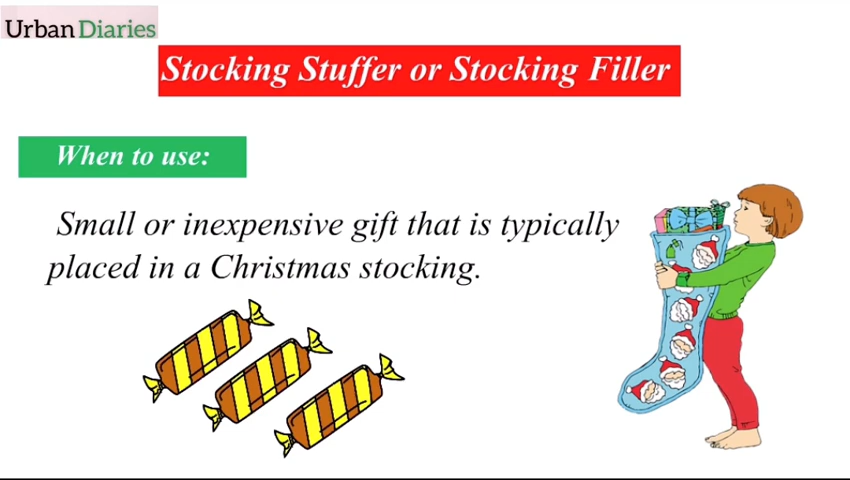 Urban Diaries
Stocking Stuffer or Stocking Filler
When to use:
Small or inexpensive gift that is typically
placed in a Christmas stocking.